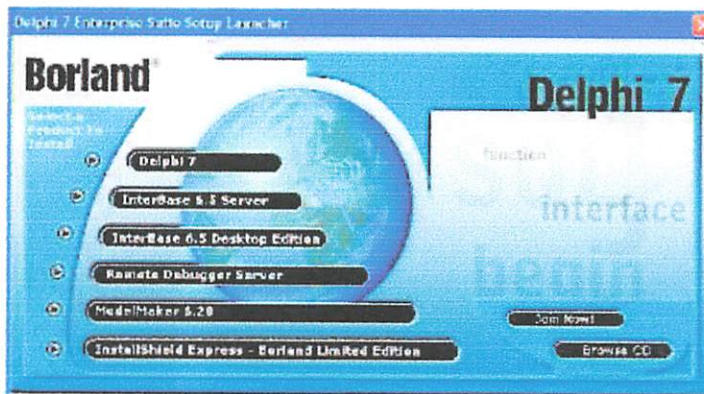 Delphi 7 Enterprise Suite Setup Launcher
Borland®
Delphi 7
Select a
Product to
Install
function
interface
begin
Delphi 7
InterBase 6.5 Server
InterBase 6.5 Desktop Edition
Remote Debugger Server
ModelMaker 6.20
InstallShield Express - Borland Limited Edition
Join Now!
Browse CD